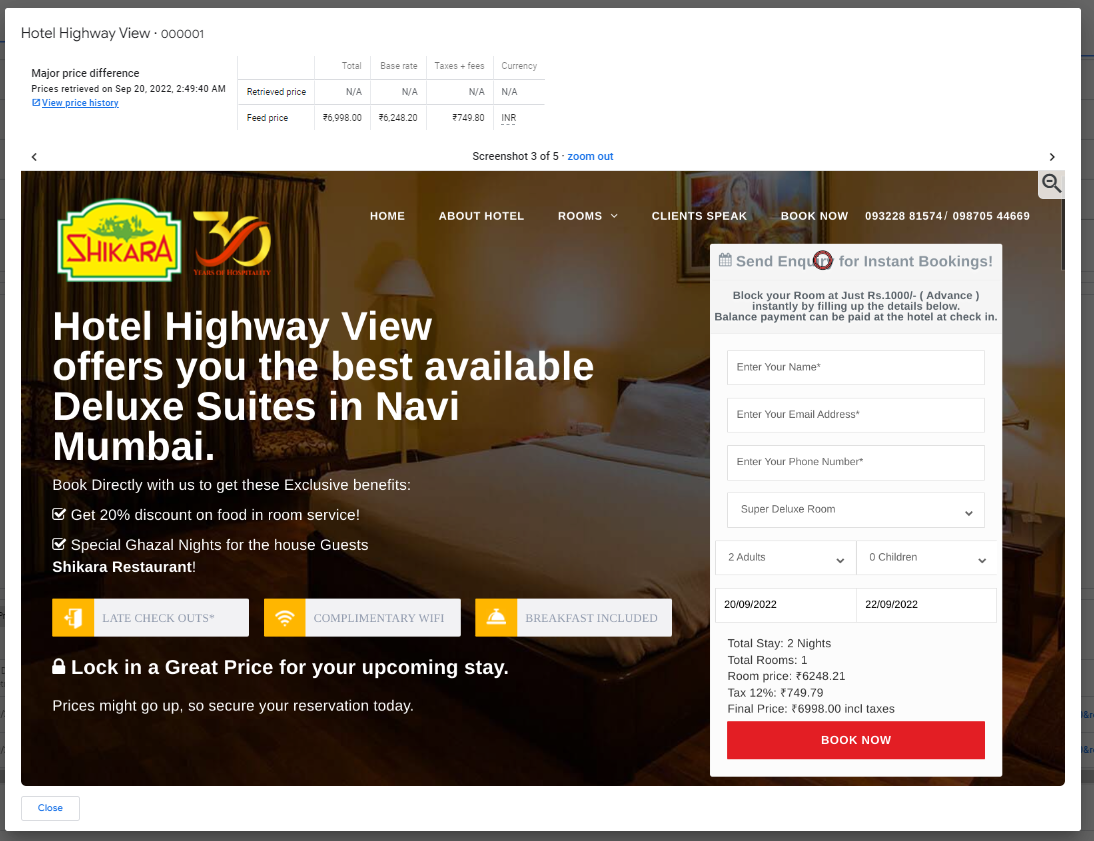 Hotel Highway View · 000001
Major price difference
Prices retrieved on Sep 20, 2022, 2:49:40 AM
View price history
Total Base rate Taxes + fees Currency
Retrieved price N/A N/A N/A N/A
Feed price ₹6,998.00 ₹6,248.20 ₹749.80 INR
Screenshot 3 of 5 · zoom out
SHIKARA
30
YEARS OF HOSPITALITY
HOME ABOUT HOTEL ROOMS CLIENTS SPEAK BOOK NOW 093228 81574/ 098705 44669
Hotel Highway View
offers you the best available
Deluxe Suites in Navi
Mumbai.
Book Directly with us to get these Exclusive benefits:
Get 20% discount on food in room service!
Special Ghazal Nights for the house Guests
Shikara Restaurant!
LATE CHECK OUTS* COMPLIMENTARY WIFI BREAKFAST INCLUDED
Lock in a Great Price for your upcoming stay.
Prices might go up, so secure your reservation today.
Send Enquiry for Instant Bookings!
Block your Room at Just Rs.1000/- ( Advance )
instantly by filling up the details below.
Balance payment can be paid at the hotel at check in.
Enter Your Name*
Enter Your Email Address*
Enter Your Phone Number*
Super Deluxe Room
2 Adults 0 Children
20/09/2022 22/09/2022
Total Stay: 2 Nights
Total Rooms: 1
Room price: ₹6248.21
Tax 12%: ₹749.79
Final Price: ₹6998.00 incl taxes
BOOK NOW
Close